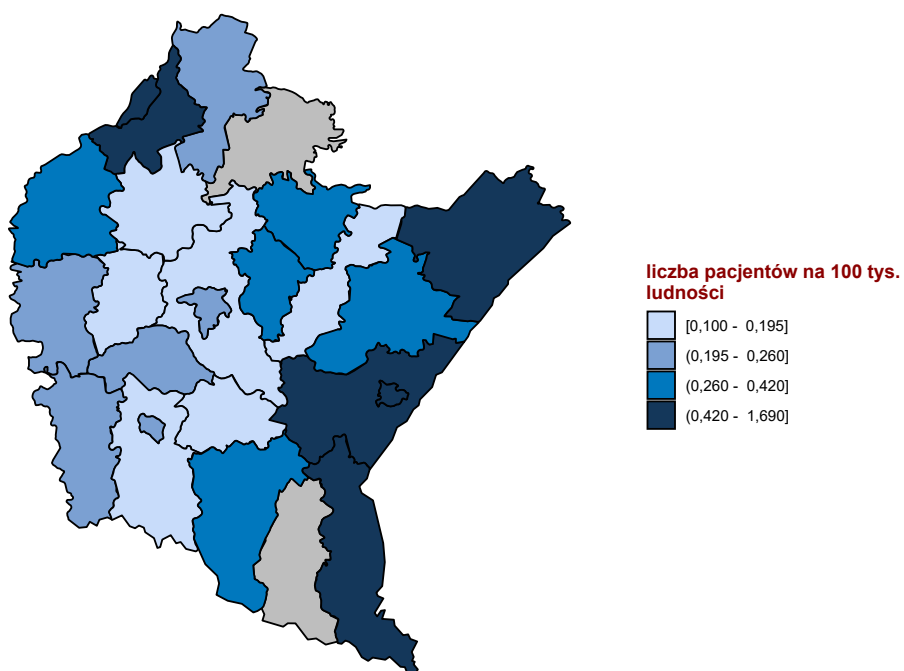 liczba pacjentów na 100 tys.
ludności
[0,100 - 0,195]
(0,195 - 0,260]
(0,260 - 0,420]
(0,420 - 1,690]